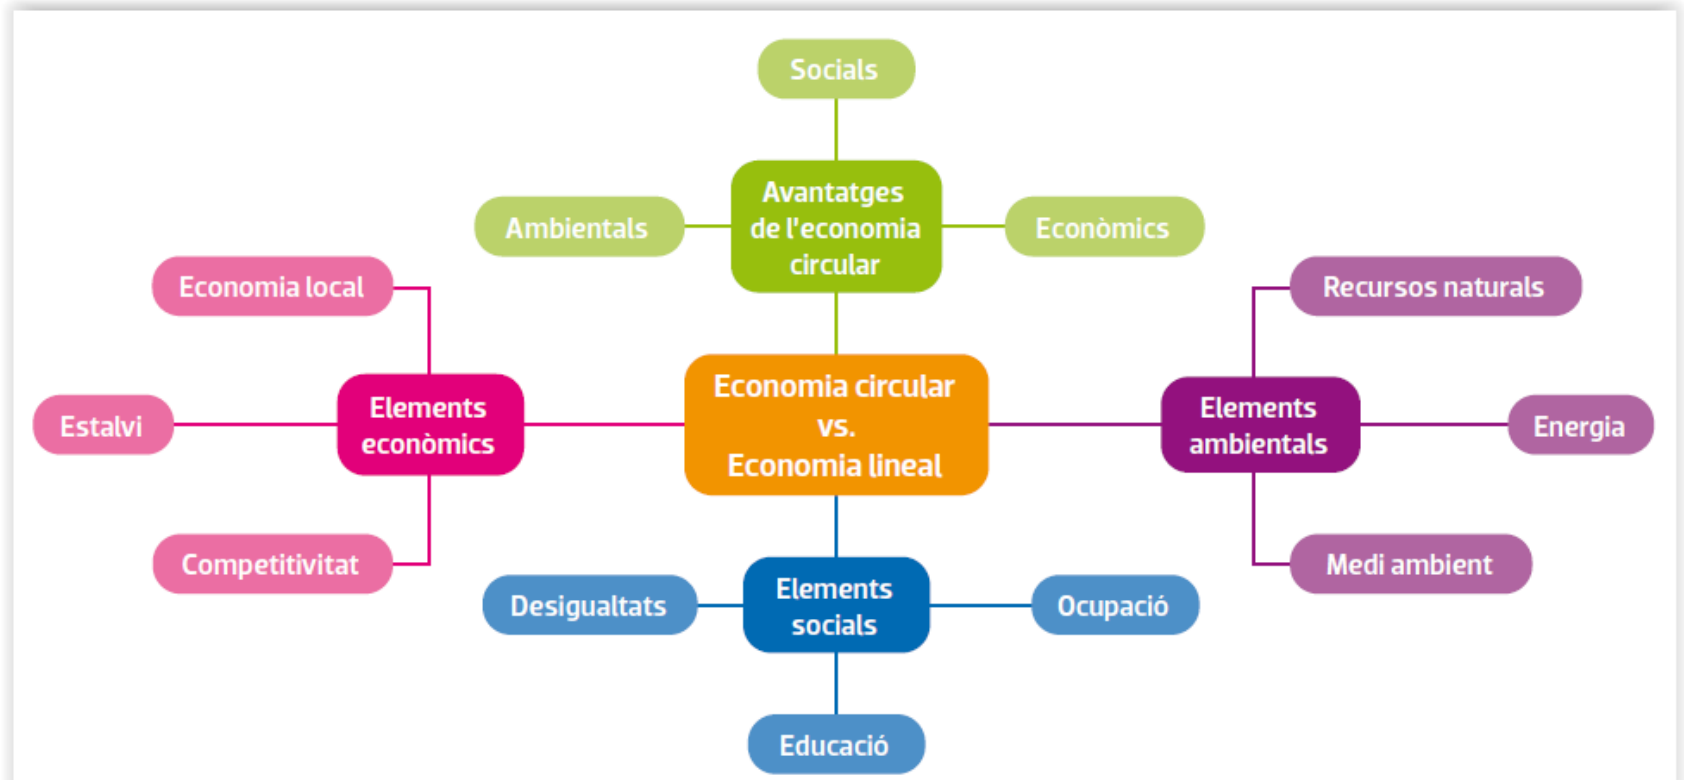 Socials
Avantatges
de l'economia
circular
Ambientals
Econòmics
Economia local
Recursos naturals
Economia circular
vs.
Economia lineal
Elements
econòmics
Estalvi
Elements
ambientals
Energia
Competitivitat
Medi ambient
Desigualtats
Elements
socials
Ocupació
Educació